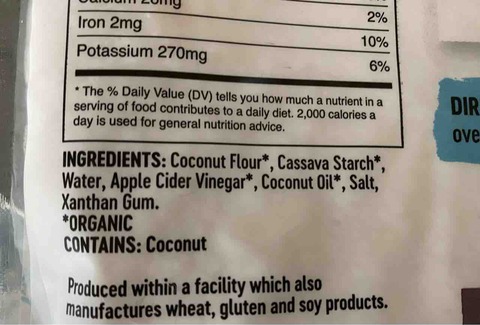 Calcium 20mg
2%
Iron 2mg
10%
Potassium 270mg
6%
* The % Daily Value (DV) tells you how much a nutrient in a
serving of food contributes to a daily diet. 2,000 calories a
day is used for general nutrition advice.
INGREDIENTS: Coconut Flour*, Cassava Starch*,
Water, Apple Cider Vinegar*, Coconut Oil*, Salt,
Xanthan Gum.
*ORGANIC
CONTAINS: Coconut
Produced within a facility which also
manufactures wheat, gluten and soy products.
DIR
ove